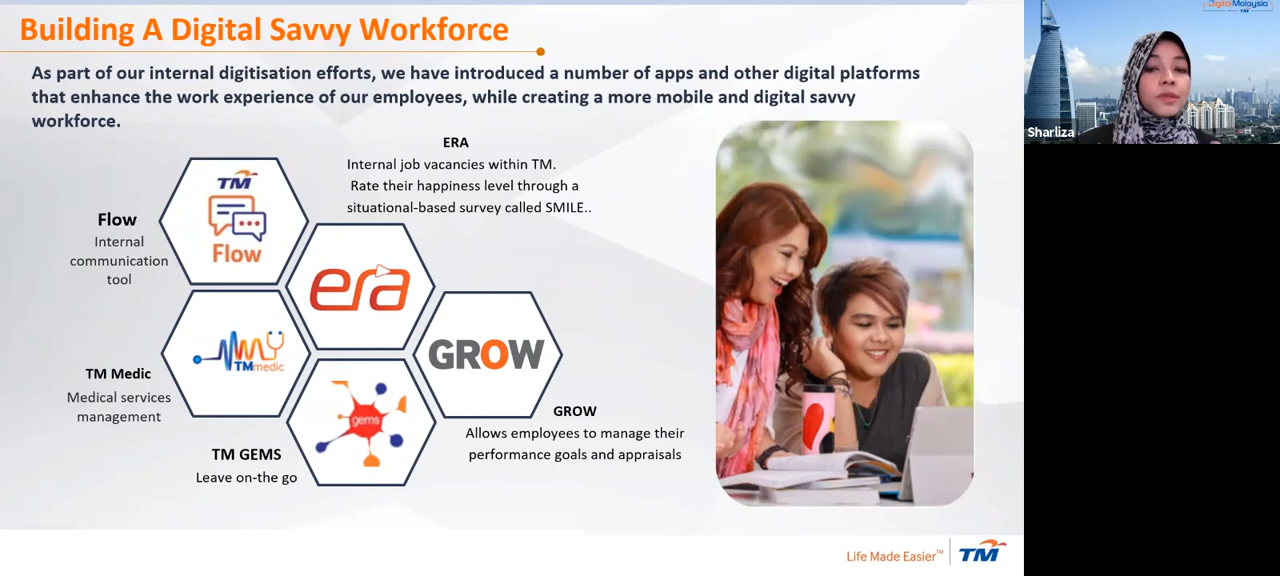 Building A Digital Savvy Workforce
As part of our internal digitisation efforts, we have introduced a number of apps and other digital platforms
that enhance the work experience of our employees, while creating a more mobile and digital savvy
workforce.
ERA
Internal job vacancies within TM.
Rate their happiness level through a
situational-based survey called SMILE..
TM
Flow
Flow
Internal
communication
tool
era
TMmedic
GROW
TM Medic
Medical services
management
gems
GROW
Allows employees to manage their
performance goals and appraisals
TM GEMS
Leave on-the go
Life Made Easier™
TM
DigitalMalaysia
TM
TM
Sharliza